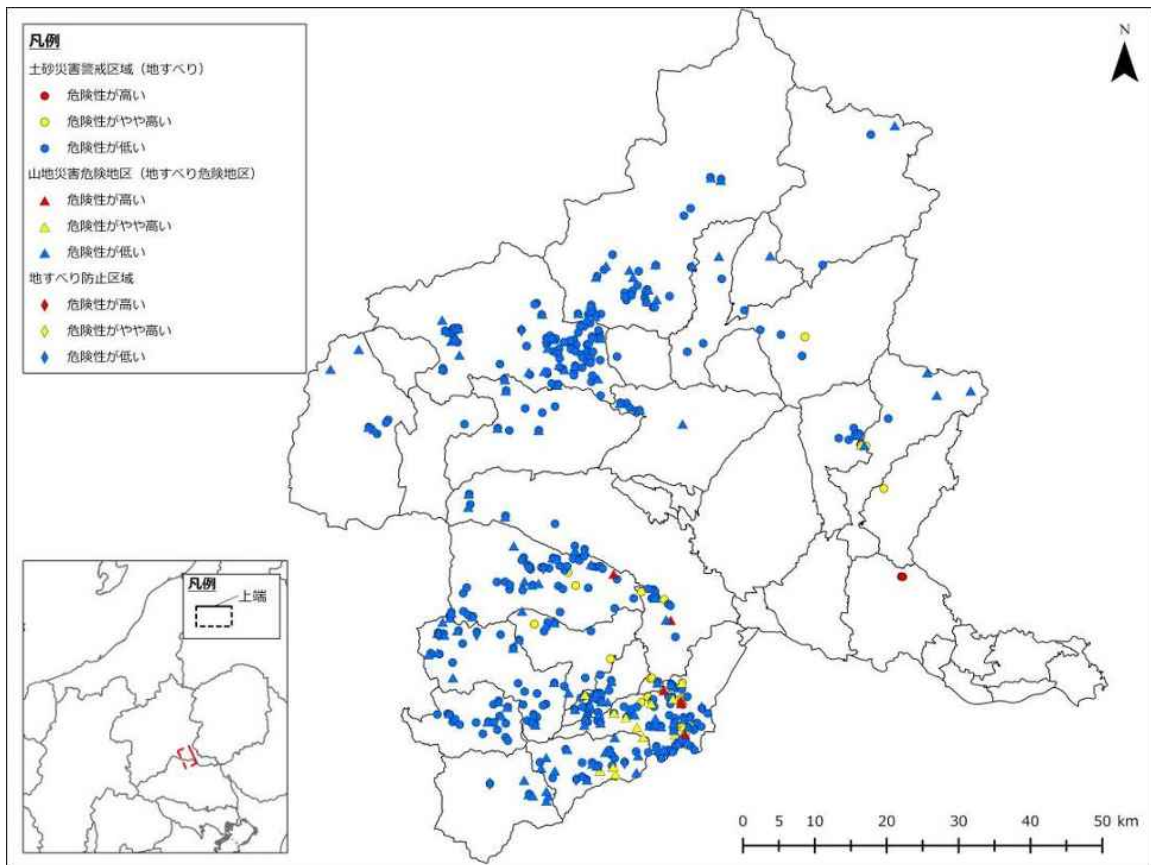 凡例
土砂災害警戒区域（地すべり）
危険性が高い
危険性がやや高い
危険性が低い
山地災害危険地区（地すべり危険地区）
危険性が高い
危険性がやや高い
危険性が低い
地すべり防止区域
危険性が高い
危険性がやや高い
危険性が低い
N
凡例
上端
0 5 10 20 30 40 50 km